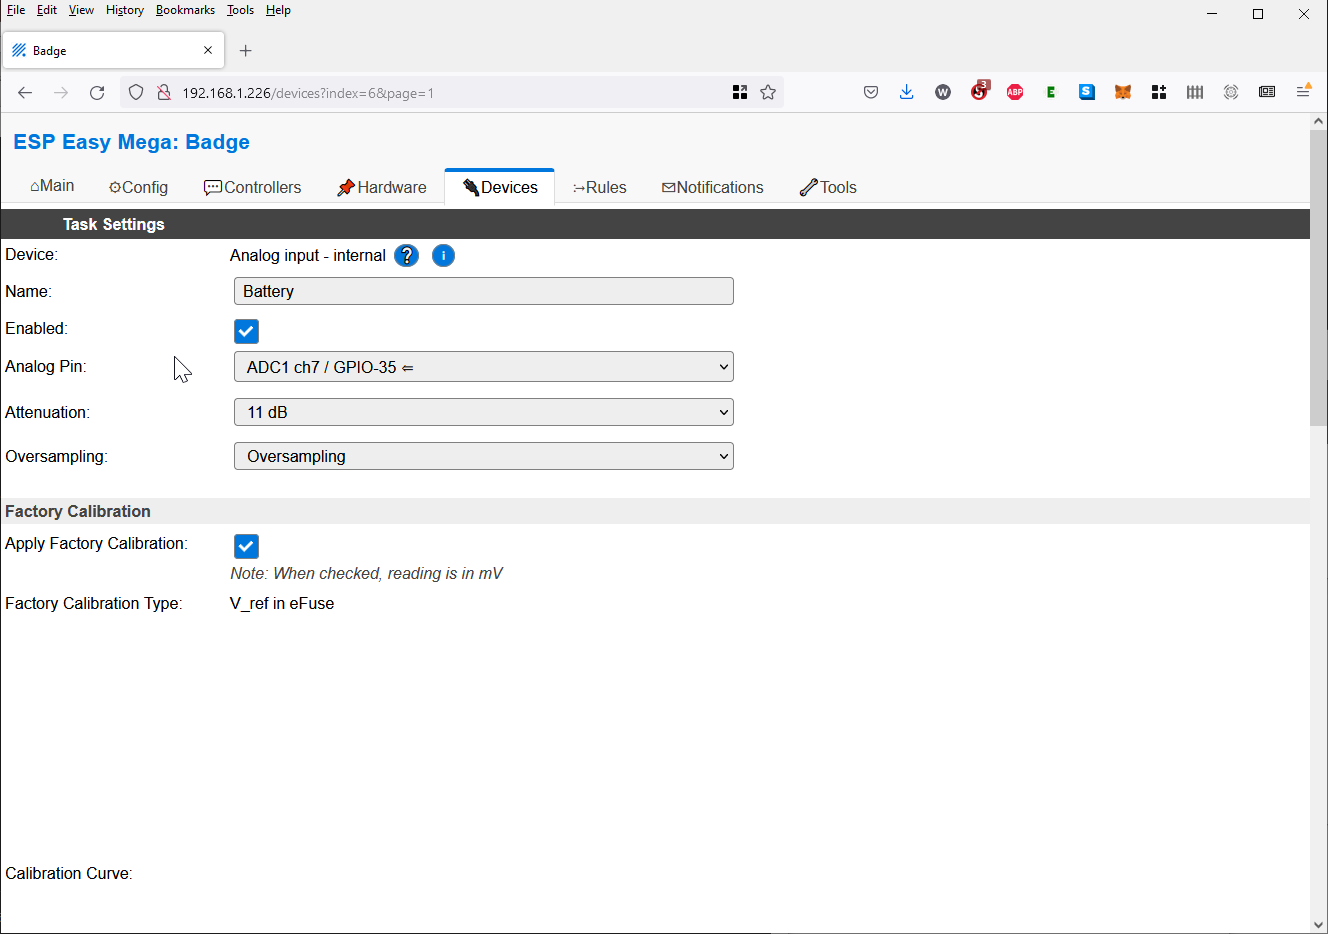 File Edit View History Bookmarks Tools Help
Badge
192.168.1.226/devices?index=6&page=1
W
3
ABP
E
S
ESP Easy Mega: Badge
⌂Main ⚙Config 💬Controllers 📌Hardware 🔌Devices Rules ✉Notifications 🔧Tools
Task Settings
Device: Analog input - internal ? i
Name: Battery
Enabled:
Analog Pin: ADC1 ch7 / GPIO-35 ⇐
Attenuation: 11 dB
Oversampling: Oversampling
Factory Calibration
Apply Factory Calibration:
Note: When checked, reading is in mV
Factory Calibration Type: V_ref in eFuse
Calibration Curve: